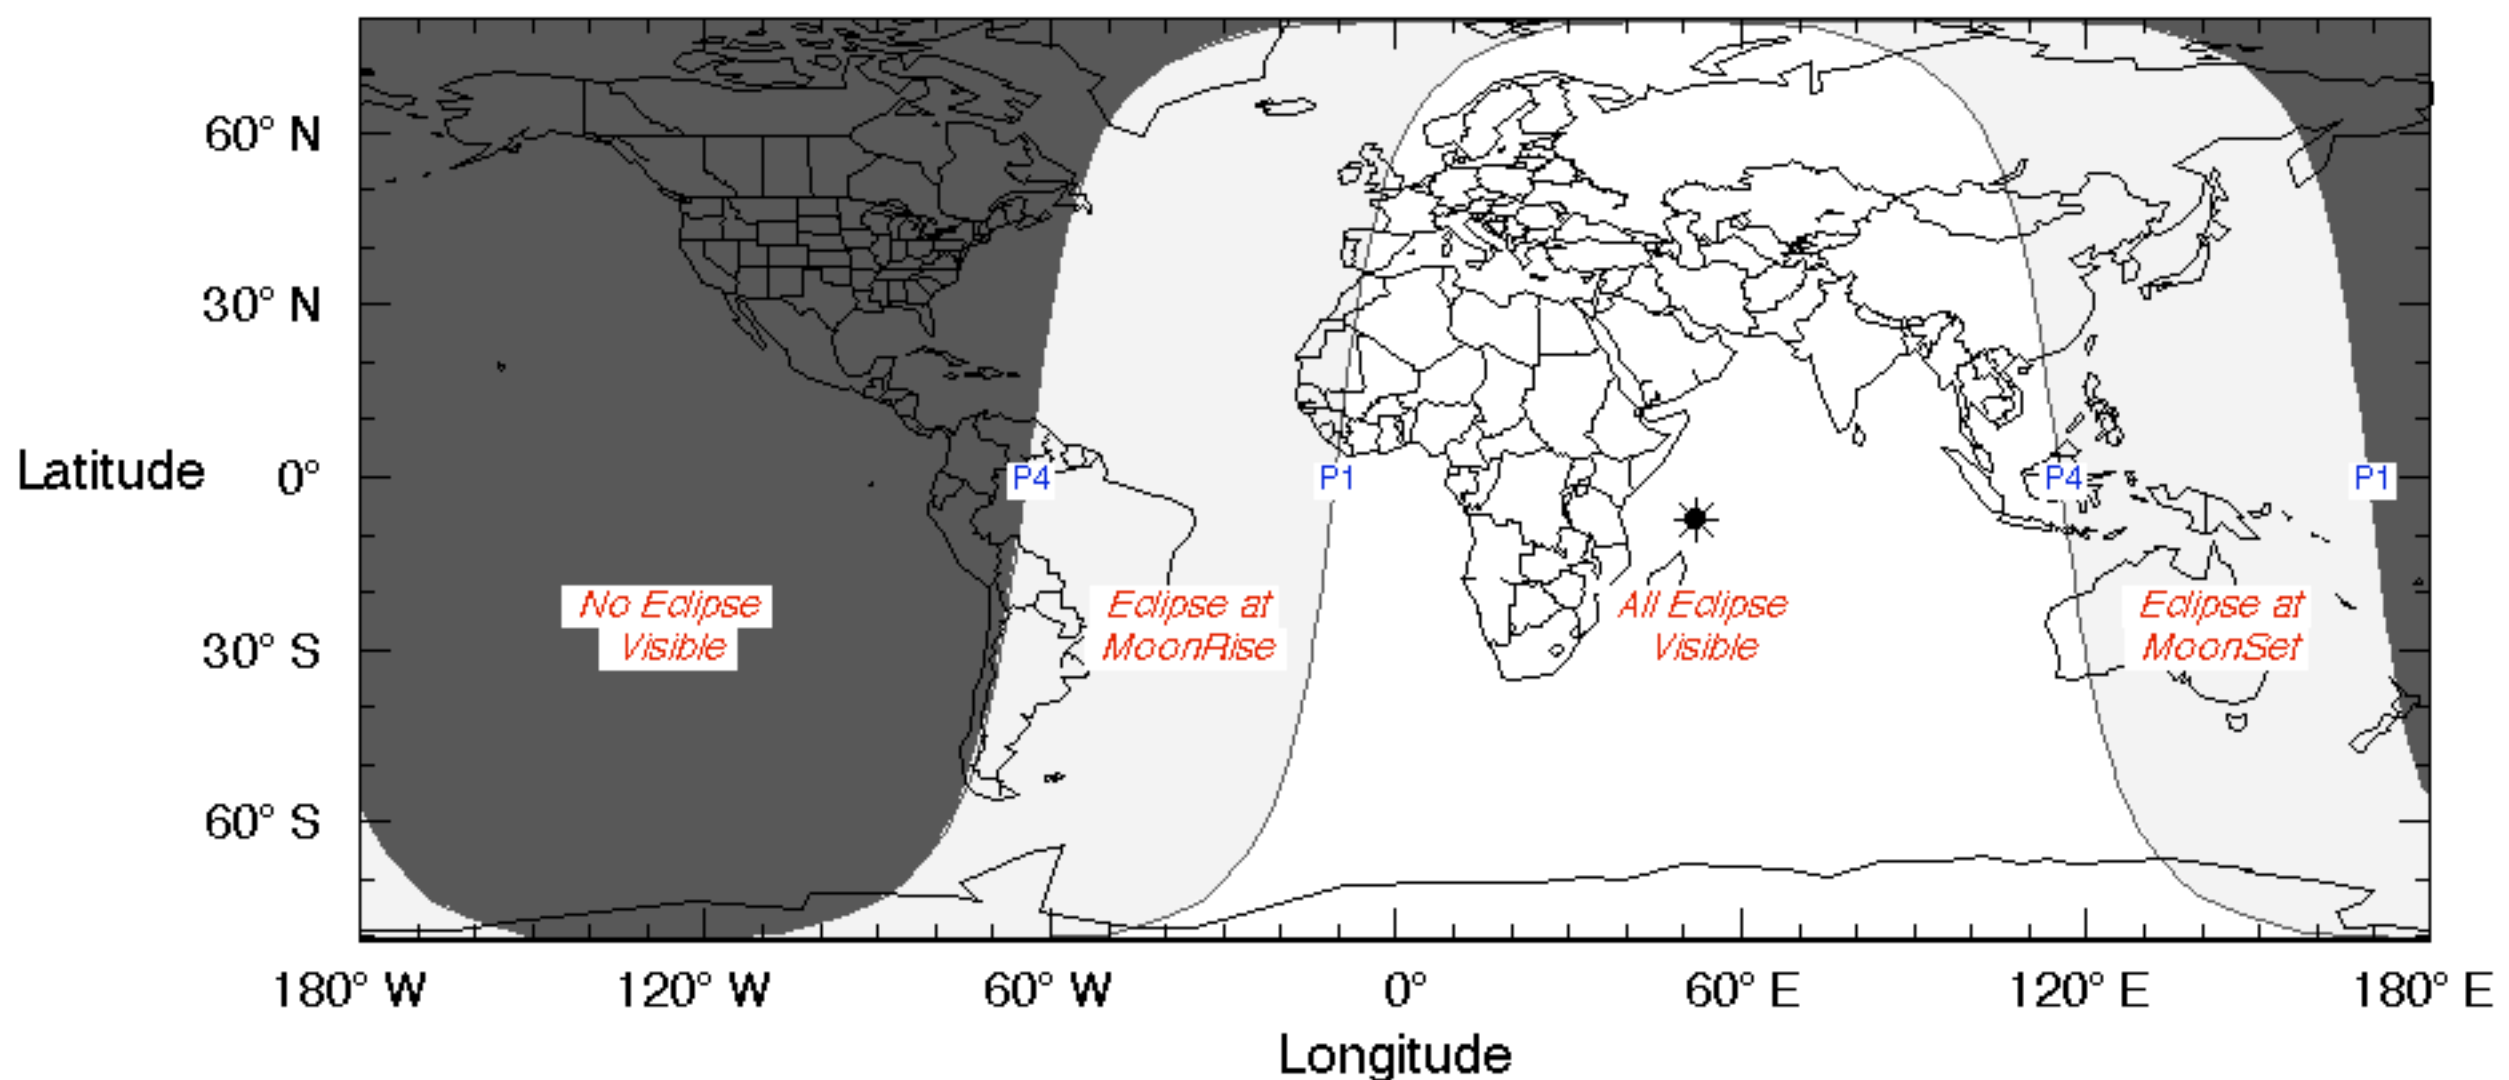 60° N
30° N
Latitude
0°
P4
P1
P4
P1
No Eclipse
Visible
Eclipse at
MoonRise
All Eclipse
Visible
Eclipse at
MoonSet
30° S
60° S
180° W
120° W
60° W
0°
60° E
120° E
180° E
Longitude